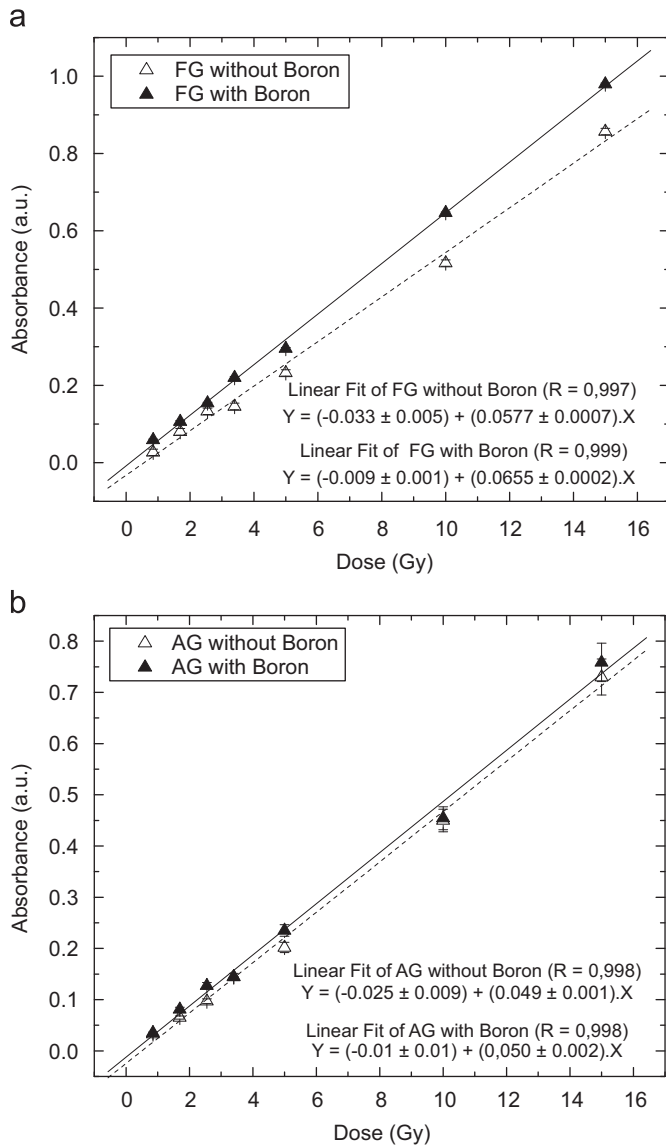 a
FG without Boron
FG with Boron
1.0
0.8
0.6
0.4
0.2
0.0
Absorbance (a.u.)
Linear Fit of FG without Boron (R = 0,997)
Y = (-0.033 ± 0.005) + (0.0577 ± 0.0007).X
Linear Fit of FG with Boron (R = 0,999)
Y = (-0.009 ± 0.001) + (0.0655 ± 0.0002).X
0 2 4 6 8 10 12 14 16
Dose (Gy)
b
AG without Boron
AG with Boron
0.8
0.7
0.6
0.5
0.4
0.3
0.2
0.1
0.0
Absorbance (a.u.)
Linear Fit of AG without Boron (R = 0,998)
Y = (-0.025 ± 0.009) + (0.049 ± 0.001).X
Linear Fit of AG with Boron (R = 0,998)
Y = (-0.01 ± 0.01) + (0,050 ± 0.002).X
0 2 4 6 8 10 12 14 16
Dose (Gy)